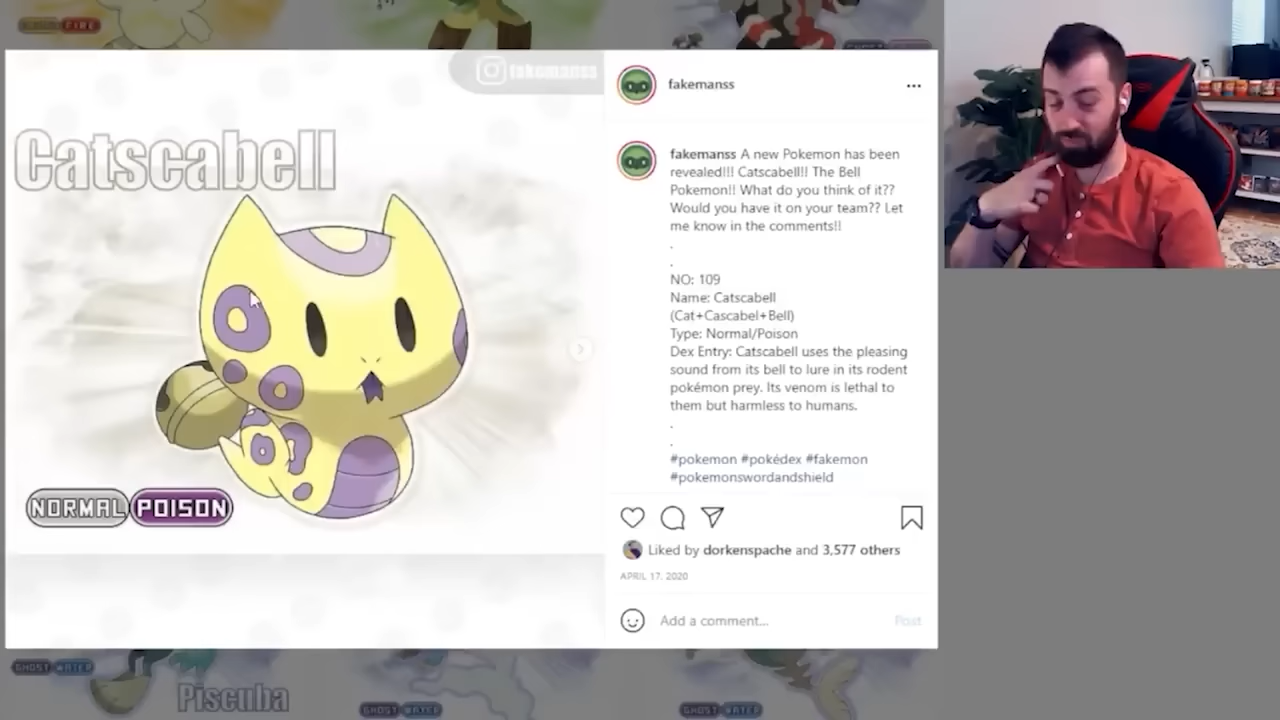 FIRE
fakemanss
Catscabell
NORMAL POISON
fakemanss
...
fakemanss A new Pokemon has been
revealed!!! Catscabell!! The Bell
Pokemon!! What do you think of it??
Would you have it on your team?? Let
me know in the comments!!
.
.
NO: 109
Name: Catscabell
(Cat+Cascabel+Bell)
Type: Normal/Poison
Dex Entry: Catscabell uses the pleasing
sound from its bell to lure in its rodent
pokémon prey. Its venom is lethal to
them but harmless to humans.
.
.
#pokemon #pokédex #fakemon
#pokemonswordandshield
Liked by dorkenspache and 3,577 others
APRIL 17, 2020
Add a comment... Post
GHOST WATER
Piscuba
GHOST WATER
GHOST WATER